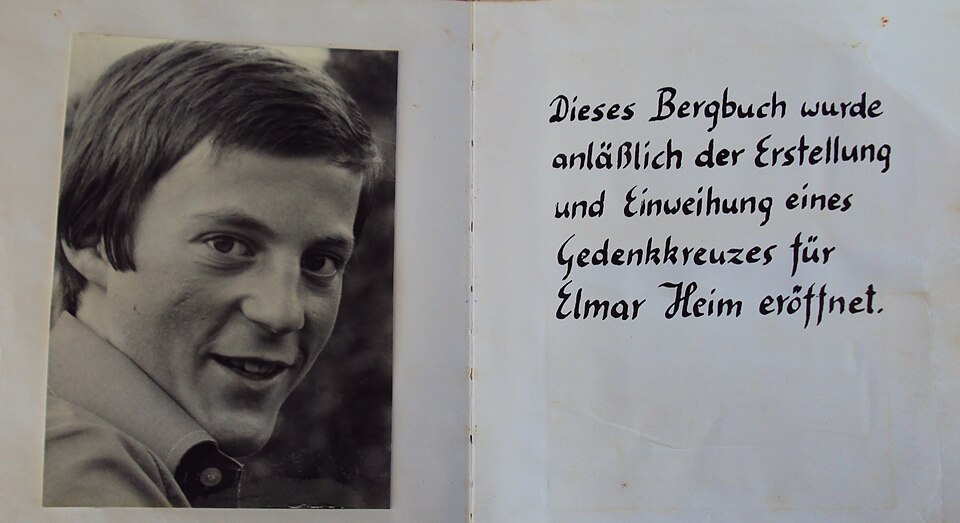 Dieses Bergbuch wurde
anläßlich der Erstellung
und Einweihung eines
Gedenkkreuzes für
Elmar Heim eröffnet.